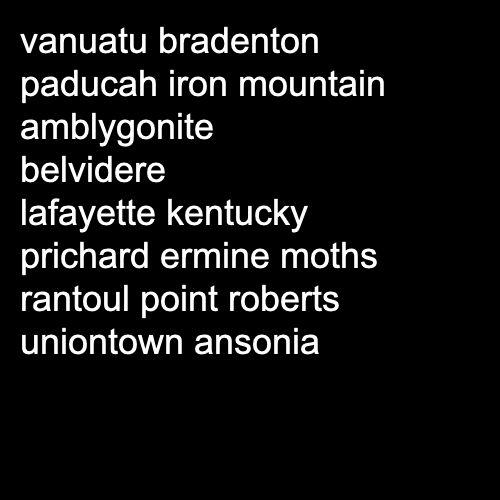 vanuatu bradenton
paducah iron mountain
amblygonite
belvidere
lafayette kentucky
prichard ermine moths
rantoul point roberts
uniontown ansonia